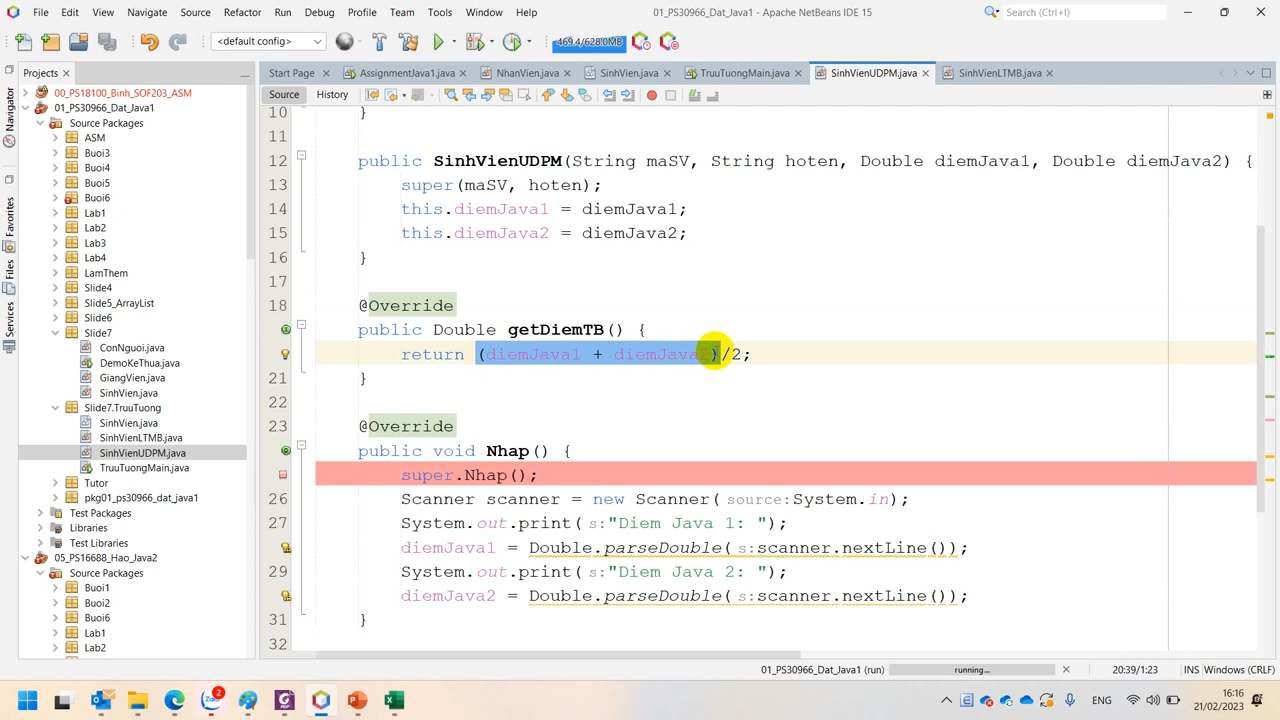 File Edit View Navigate Source Refactor Run Debug Profile Team Tools Window Help
01_PS30966_Dat_Java1 - Apache NetBeans IDE 15
Search (Ctrl+I)
<default config>
469.4/628.0MB
Projects
Start Page
AssignmentJava1.java
NhanVien.java
SinhVien.java
TruuTuongMain.java
SinhVienUDPM.java
SinhVienLTMB.java
Source History
Navigator
Favorites
Files
Services
00_PS18100_Binh_SOF203_ASM
01_PS30966_Dat_Java1
Source Packages
ASM
Buoi3
Buoi4
Buoi5
Buoi6
Lab1
Lab2
Lab3
Lab4
LamThem
Slide4
Slide5_ArrayList
Slide6
Slide7
ConNguoi.java
DemoKeThua.java
GiangVien.java
SinhVien.java
Slide7.TruuTuong
SinhVien.java
SinhVienLTMB.java
SinhVienUDPM.java
TruuTuongMain.java
Tutor
pkg01_ps30966_dat_java1
Test Packages
Libraries
Test Libraries
05_PS16688_Hao_Java2
Source Packages
Buoi1
Buoi2
Buoi6
Lab1
Lab2
10 }
11
12 public SinhVienUDPM(String maSV, String hoten, Double diemJava1, Double diemJava2) {
13 super(maSV, hoten);
14 this.diemJava1 = diemJava1;
15 this.diemJava2 = diemJava2;
16 }
17
18 @Override
public Double getDiemTB() {
return (diemJava1 + diemJava2)/2;
21 }
22
23 @Override
public void Nhap() {
super.Nhap();
26 Scanner scanner = new Scanner(source:System.in);
27 System.out.print(s:"Diem Java 1: ");
diemJava1 = Double.parseDouble(s:scanner.nextLine());
29 System.out.print(s:"Diem Java 2: ");
diemJava2 = Double.parseDouble(s:scanner.nextLine());
31 }
32
01_PS30966_Dat_Java1 (run)
running...
20:39/1:23
INS
Windows (CRLF)
Zalo
2
ENG
16:16
21/02/2023